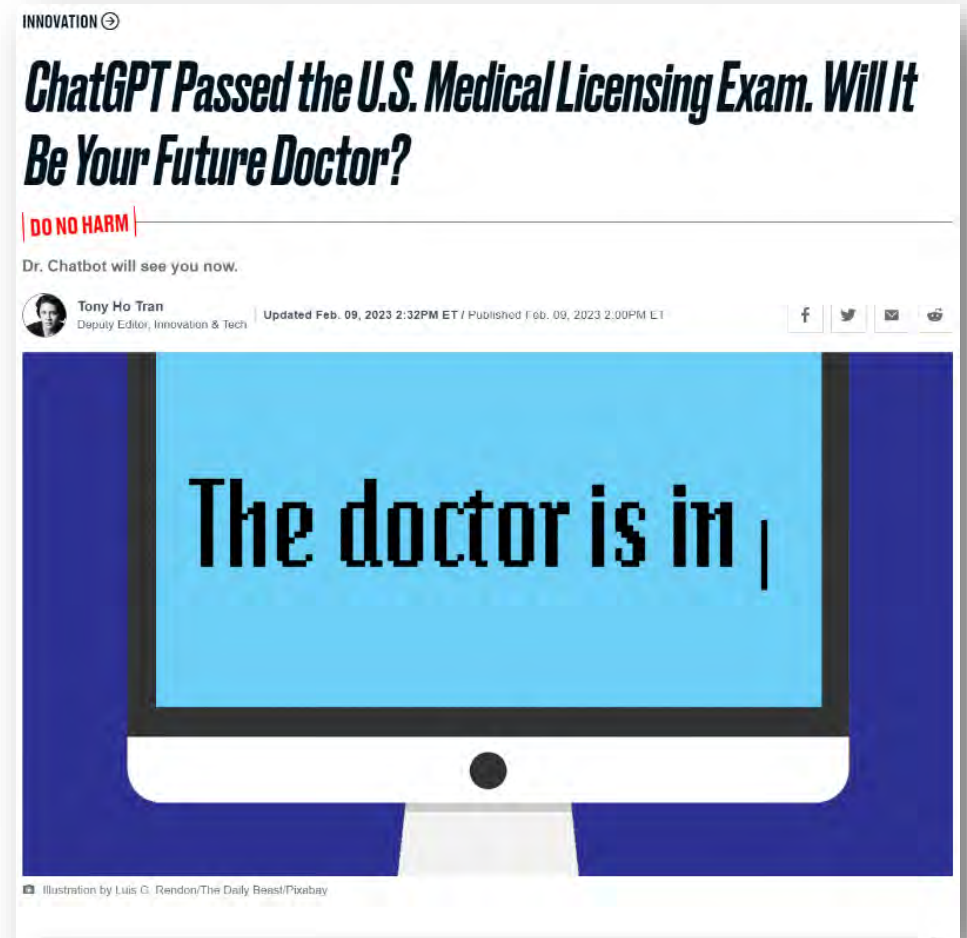 INNOVATION
ChatGPT Passed the U.S. Medical Licensing Exam. Will It
Be Your Future Doctor?
DO NO HARM
Dr. Chatbot will see you now.
Tony Ho Tran
Deputy Editor, Innovation & Tech
Updated Feb. 09, 2023 2:32PM ET / Published Feb. 09, 2023 2:00PM ET
The doctor is in
Illustration by Luis G. Rendon/The Daily Beast/Pixabay